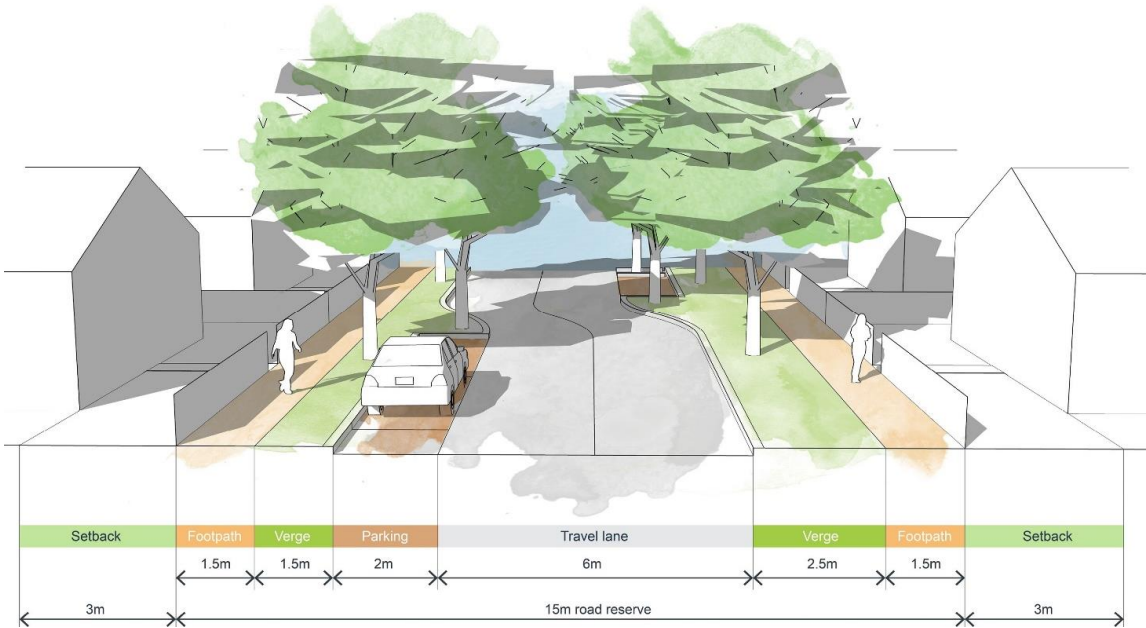 Setback Footpath Verge Parking Travel lane Verge Footpath Setback
1.5m 1.5m 2m 6m 2.5m 1.5m
3m 15m road reserve 3m